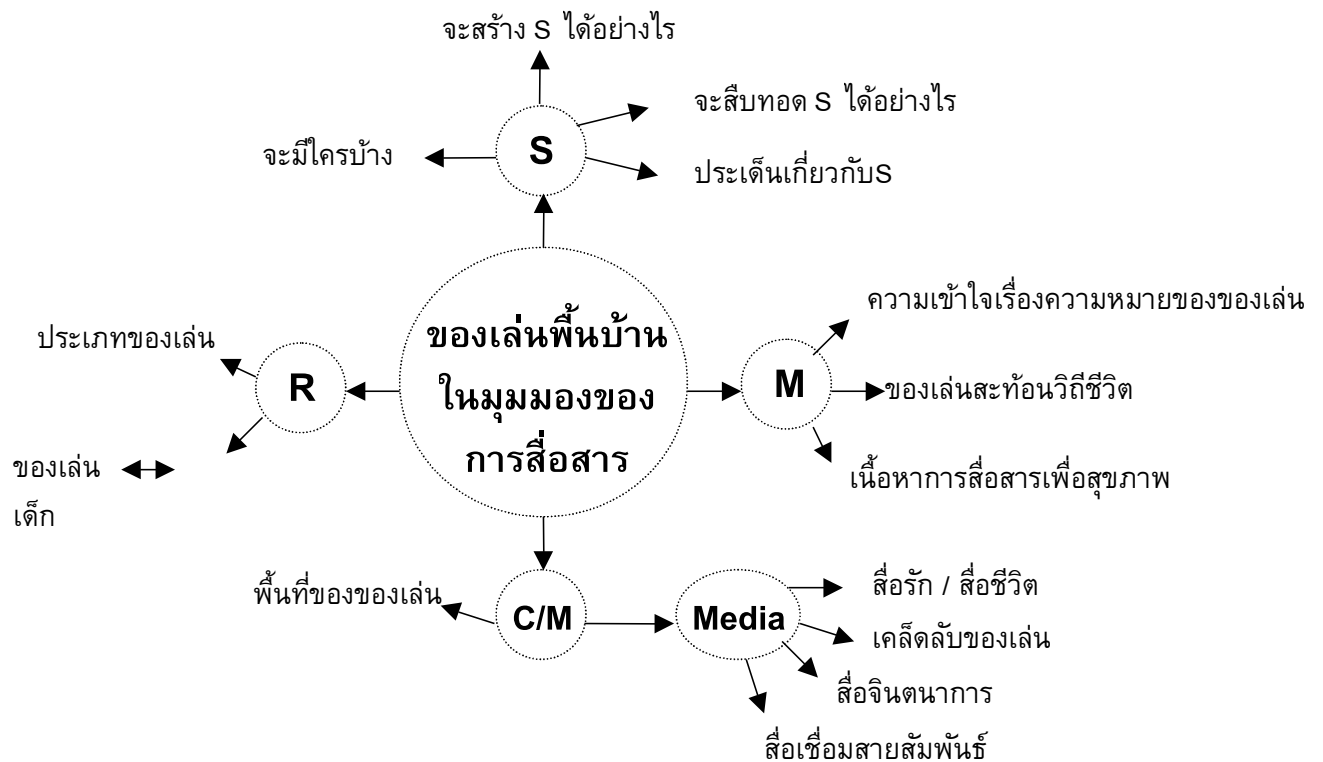 จะสร้าง S ได้อย่างไร
จะสืบทอด S ได้อย่างไร
จะมีใครบ้าง
S
ประเด็นเกี่ยวกับS
ของเล่นพื้นบ้าน
ในมุมมองของ
การสื่อสาร
ความเข้าใจเรื่องความหมายของของเล่น
M
ของเล่นสะท้อนวิถีชีวิต
เนื้อหาการสื่อสารเพื่อสุขภาพ
ประเภทของเล่น
R
ของเล่น
เด็ก
พื้นที่ของของเล่น
C/M
Media
สื่อรัก / สื่อชีวิต
เคล็ดลับของเล่น
สื่อจินตนาการ
สื่อเชื่อมสายสัมพันธ์